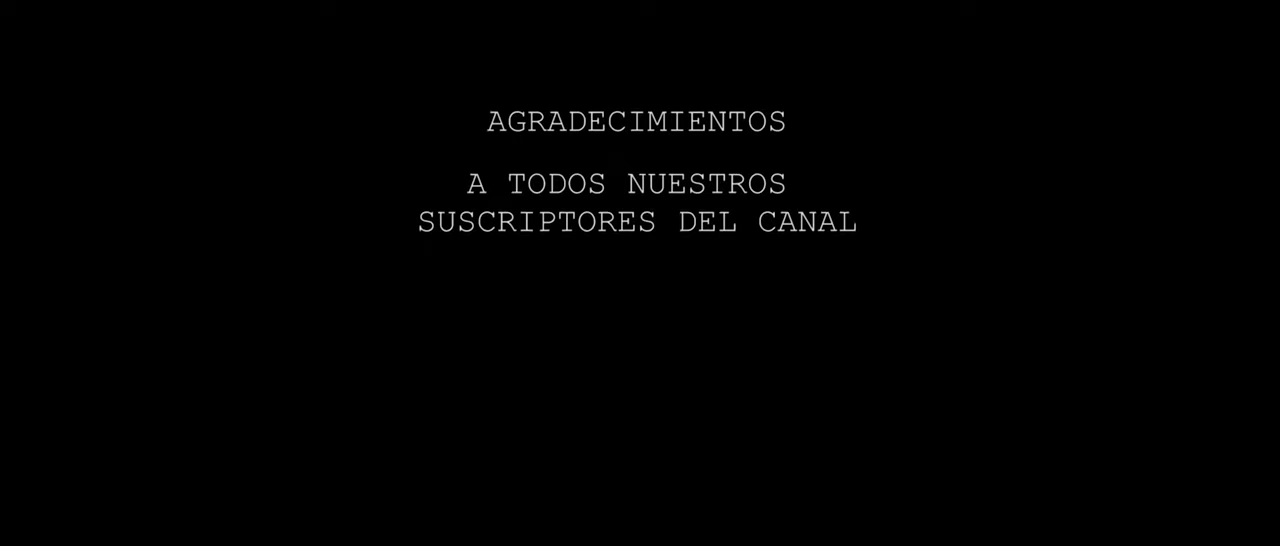 AGRADECIMIENTOS
A TODOS NUESTROS
SUSCRIPTORES DEL CANAL